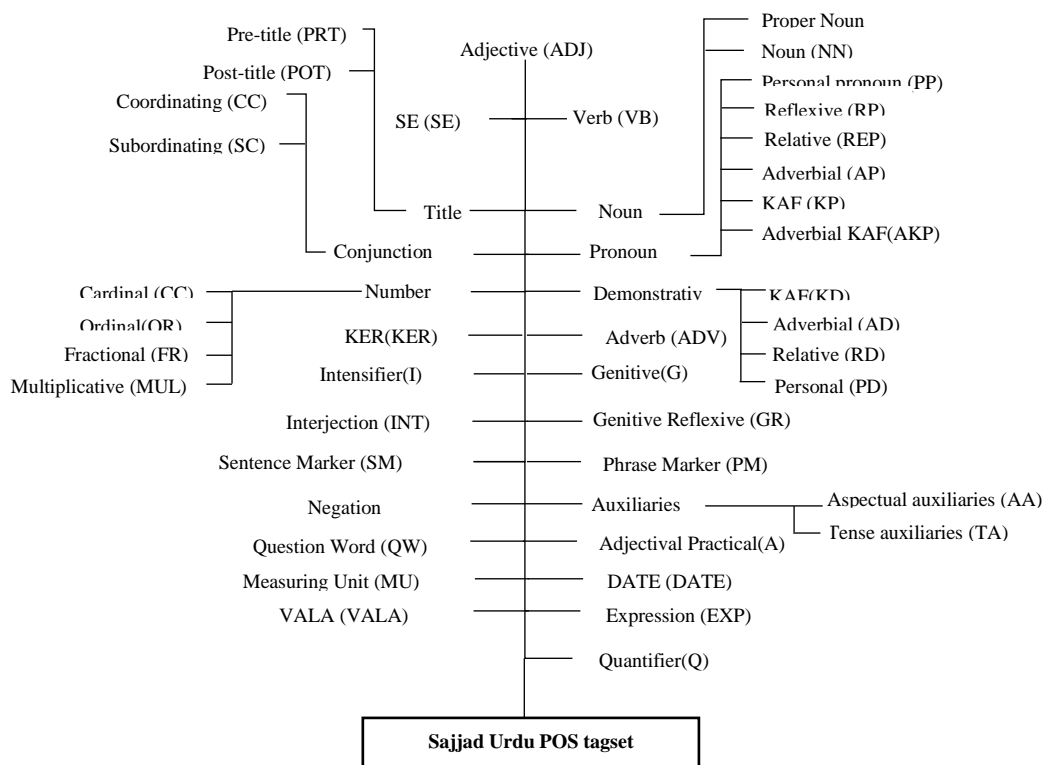 Proper Noun
Pre-title (PRT)
Adjective (ADJ)
Noun (NN)
Post-title (POT)
Personal pronoun (PP)
Coordinating (CC)
Reflexive (RP)
SE (SE)
Verb (VB)
Subordinating (SC)
Relative (REP)
Adverbial (AP)
KAF (KP)
Title
Noun
Adverbial KAF(AKP)
Conjunction
Pronoun
Cardinal (CC)
Number
Demonstrativ
KAF(KD)
Ordinal(OR)
Adverbial (AD)
KER(KER)
Adverb (ADV)
Fractional (FR)
Relative (RD)
Multiplicative (MUL)
Intensifier(I)
Genitive(G)
Personal (PD)
Interjection (INT)
Genitive Reflexive (GR)
Sentence Marker (SM)
Phrase Marker (PM)
Negation
Auxiliaries
Aspectual auxiliaries (AA)
Tense auxiliaries (TA)
Question Word (QW)
Adjectival Practical(A)
Measuring Unit (MU)
DATE (DATE)
VALA (VALA)
Expression (EXP)
Quantifier(Q)
Sajjad Urdu POS tagset